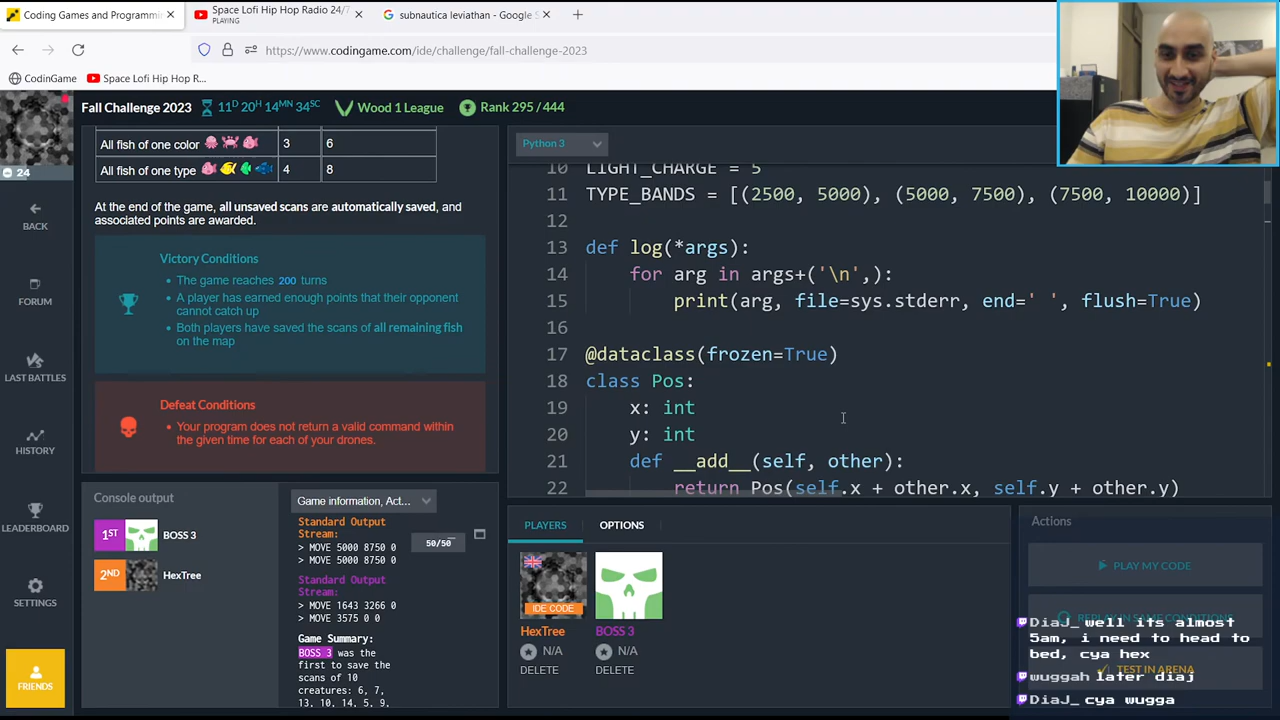 Coding Games and Programmi
Space Lofi Hip Hop Radio 24/7
PLAYING
subnautica leviathan - Google S
https://www.codingame.com/ide/challenge/fall-challenge-2023
CodinGame
Space Lofi Hip Hop R...
Fall Challenge 2023
11D 20H 14MN 34SC
Wood 1 League
Rank 295 / 444
24
BACK
FORUM
LAST BATTLES
HISTORY
LEADERBOARD
SETTINGS
FRIENDS
All fish of one color 3 6
All fish of one type 4 8
At the end of the game, all unsaved scans are automatically saved, and
associated points are awarded.
Victory Conditions
• The game reaches 200 turns
• A player has earned enough points that their opponent
cannot catch up
• Both players have saved the scans of all remaining fish
on the map
Defeat Conditions
• Your program does not return a valid command within
the given time for each of your drones.
Console output
1ST BOSS 3
2ND HexTree
Game information, Act...
Standard Output
Stream:
> MOVE 5000 8750 0
> MOVE 5000 8750 0
Standard Output
Stream:
> MOVE 1643 3266 0
> MOVE 3575 0 0
Game Summary:
BOSS 3 was the
first to save the
scans of 10
creatures: 6, 7,
13, 10, 14, 5, 9,
50/50
Python 3
10 LIGHT_CHARGE = 5
11 TYPE_BANDS = [(2500, 5000), (5000, 7500), (7500, 10000)]
12
13 def log(*args):
14 for arg in args+('\n',):
15 print(arg, file=sys.stderr, end=' ', flush=True)
16
17 @dataclass(frozen=True)
18 class Pos:
19 x: int
20 y: int
21 def __add__(self, other):
22 return Pos(self.x + other.x, self.y + other.y)
PLAYERS
OPTIONS
IDE CODE
HexTree
N/A
DELETE
BOSS 3
N/A
DELETE
Actions
PLAY MY CODE
REPLAY IN SAME CONDITIONS
TEST IN ARENA
DiaJ_ well its almost
5am, i need to head to
bed, cya hex
wuggah later diaj
DiaJ_ cya wugga